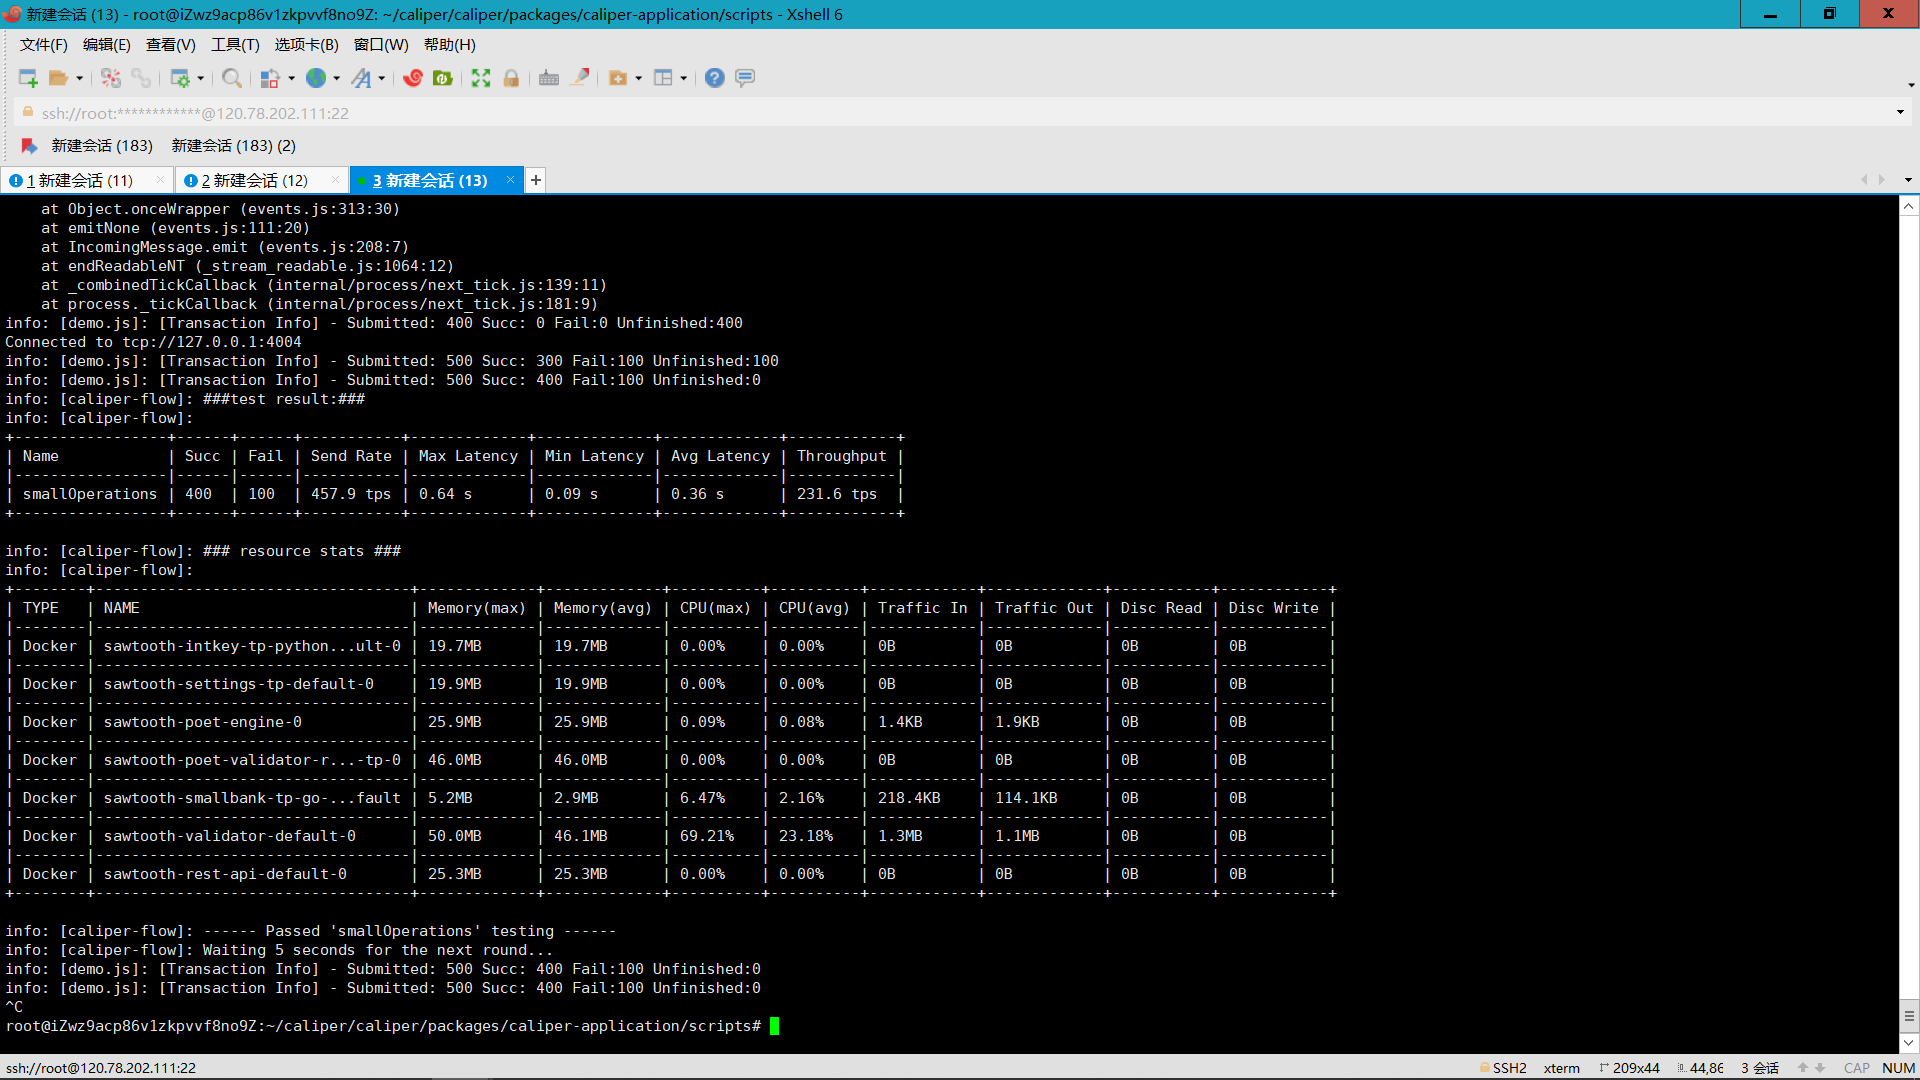 新建会话 (13) - root@iZwz9acp86v1zkpvvf8no9Z: ~/caliper/caliper/packages/caliper-application/scripts - Xshell 6
文件(F) 编辑(E) 查看(V) 工具(T) 选项卡(B) 窗口(W) 帮助(H)
ssh://root:************@120.78.202.111:22
新建会话 (183) 新建会话 (183) (2)
1 新建会话 (11) × 2 新建会话 (12) × 3 新建会话 (13) × +
    at Object.onceWrapper (events.js:313:30)
    at emitNone (events.js:111:20)
    at IncomingMessage.emit (events.js:208:7)
    at endReadableNT (_stream_readable.js:1064:12)
    at _combinedTickCallback (internal/process/next_tick.js:139:11)
    at process._tickCallback (internal/process/next_tick.js:181:9)
info: [demo.js]: [Transaction Info] - Submitted: 400 Succ: 0 Fail:0 Unfinished:400
Connected to tcp://127.0.0.1:4004
info: [demo.js]: [Transaction Info] - Submitted: 500 Succ: 300 Fail:100 Unfinished:100
info: [demo.js]: [Transaction Info] - Submitted: 500 Succ: 400 Fail:100 Unfinished:0
info: [caliper-flow]: ###test result:###
info: [caliper-flow]:
| Name | Succ | Fail | Send Rate | Max Latency | Min Latency | Avg Latency | Throughput |
| smallOperations | 400 | 100 | 457.9 tps | 0.64 s | 0.09 s | 0.36 s | 231.6 tps |
info: [caliper-flow]: ### resource stats ###
info: [caliper-flow]:
| TYPE | NAME | Memory(max) | Memory(avg) | CPU(max) | CPU(avg) | Traffic In | Traffic Out | Disc Read | Disc Write |
| Docker | sawtooth-intkey-tp-python...ult-0 | 19.7MB | 19.7MB | 0.00% | 0.00% | 0B | 0B | 0B | 0B |
| Docker | sawtooth-settings-tp-default-0 | 19.9MB | 19.9MB | 0.00% | 0.00% | 0B | 0B | 0B | 0B |
| Docker | sawtooth-poet-engine-0 | 25.9MB | 25.9MB | 0.09% | 0.08% | 1.4KB | 1.9KB | 0B | 0B |
| Docker | sawtooth-poet-validator-r...-tp-0 | 46.0MB | 46.0MB | 0.00% | 0.00% | 0B | 0B | 0B | 0B |
| Docker | sawtooth-smallbank-tp-go-...fault | 5.2MB | 2.9MB | 6.47% | 2.16% | 218.4KB | 114.1KB | 0B | 0B |
| Docker | sawtooth-validator-default-0 | 50.0MB | 46.1MB | 69.21% | 23.18% | 1.3MB | 1.1MB | 0B | 0B |
| Docker | sawtooth-rest-api-default-0 | 25.3MB | 25.3MB | 0.00% | 0.00% | 0B | 0B | 0B | 0B |
info: [caliper-flow]: ------ Passed 'smallOperations' testing ------
info: [caliper-flow]: Waiting 5 seconds for the next round...
info: [demo.js]: [Transaction Info] - Submitted: 500 Succ: 400 Fail:100 Unfinished:0
info: [demo.js]: [Transaction Info] - Submitted: 500 Succ: 400 Fail:100 Unfinished:0
^C
root@iZwz9acp86v1zkpvvf8no9Z:~/caliper/caliper/packages/caliper-application/scripts#
ssh://root@120.78.202.111:22 SSH2 xterm 209x44 44,86 3 会话 CAP NUM